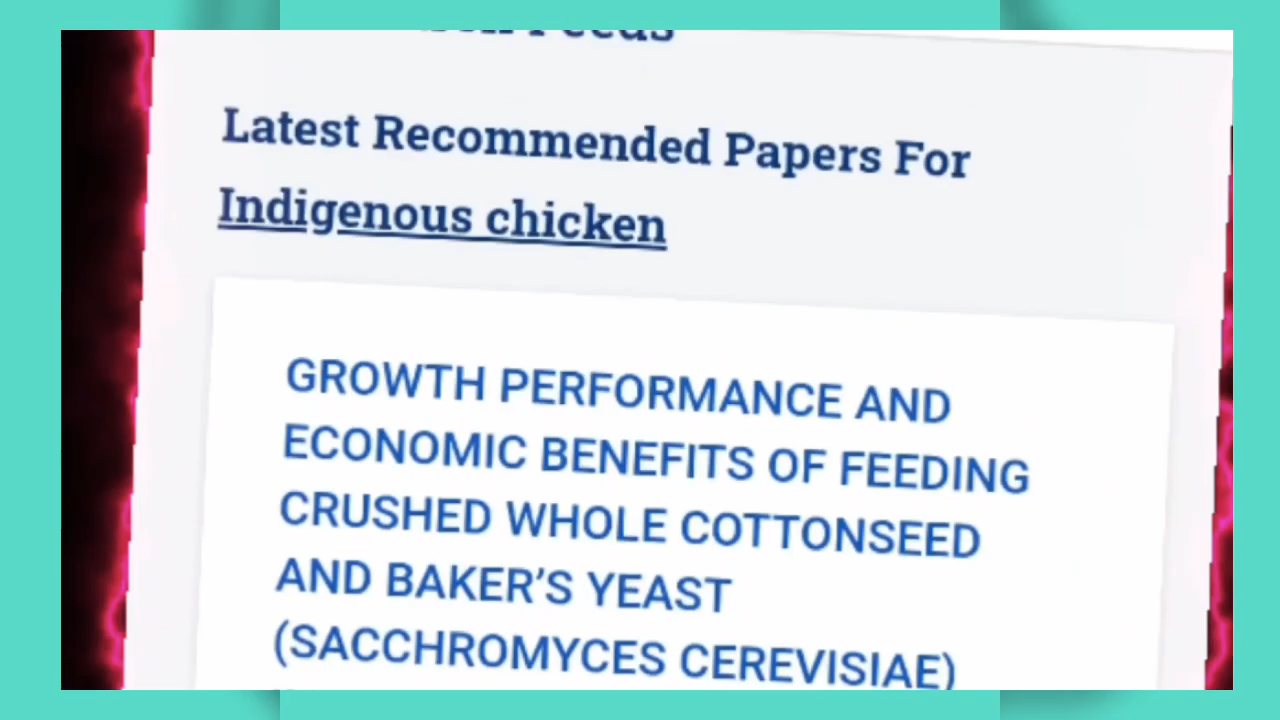 Feeds
Latest Recommended Papers For
Indigenous chicken
GROWTH PERFORMANCE AND
ECONOMIC BENEFITS OF FEEDING
CRUSHED WHOLE COTTONSEED
AND BAKER’S YEAST
(SACCHROMYCES CEREVISIAE)